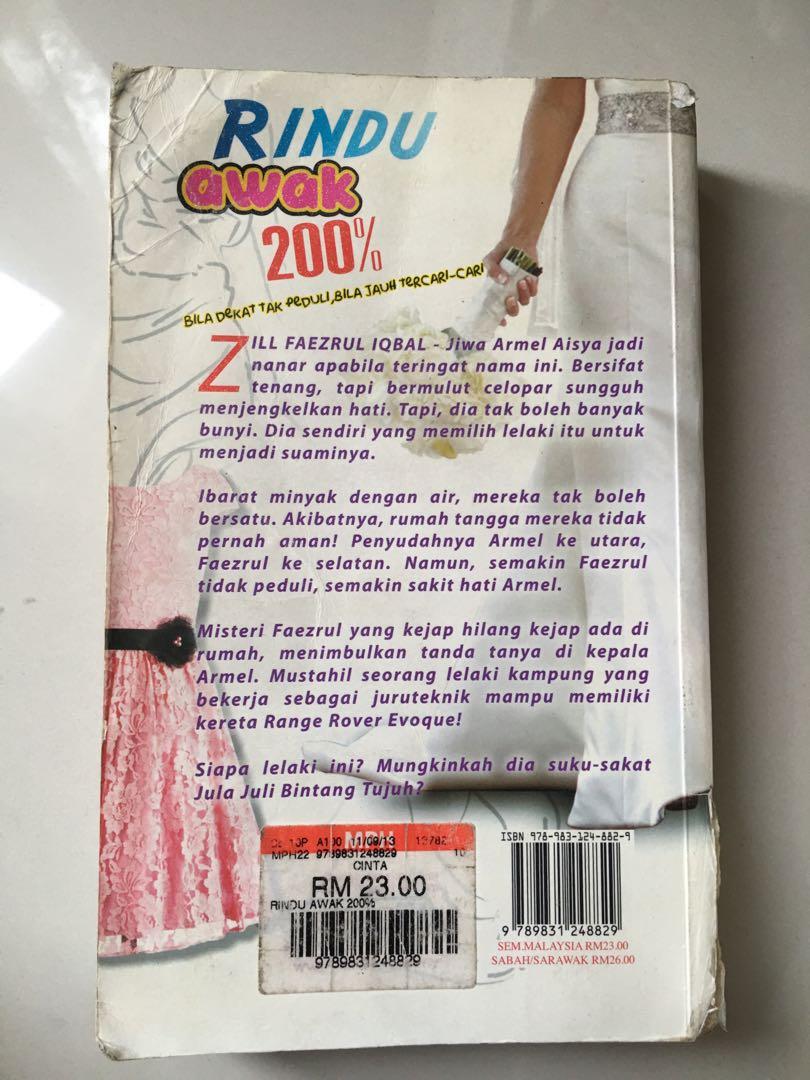 RINDU
awak
200%
BILA DEKAT TAK PEDULI, BILA JAUH TERCARI-CARI
ZILL FAEZRUL IQBAL - Jiwa Armel Aisya jadi
nanar apabila teringat nama ini. Bersifat
tenang, tapi bermulut celopar sungguh
menjengkelkan hati. Tapi, dia tak boleh banyak
bunyi. Dia sendiri yang memilih lelaki itu untuk
menjadi suaminya.
Ibarat minyak dengan air, mereka tak boleh
bersatu. Akibatnya, rumah tangga mereka tidak
pernah aman! Penyudahnya Armel ke utara,
Faezrul ke selatan. Namun, semakin Faezrul
tidak peduli, semakin sakit hati Armel.
Misteri Faezrul yang kejap hilang kejap ada di
rumah, menimbulkan tanda tanya di kepala
Armel. Mustahil seorang lelaki kampung yang
bekerja sebagai juruteknik mampu memiliki
kereta Range Rover Evoque!
Siapa lelaki ini? Mungkinkah dia suku-sakat
Jula Juli Bintang Tujuh?
MPH
10P A100 11/09/13
MPH22 9789831248829 10
CINTA
RM 23.00
RINDU AWAK 200%
9789831248829
ISBN 978-983-124-882-9
9 789831 248829
SEM.MALAYSIA RM23.00
SABAH/SARAWAK RM26.00